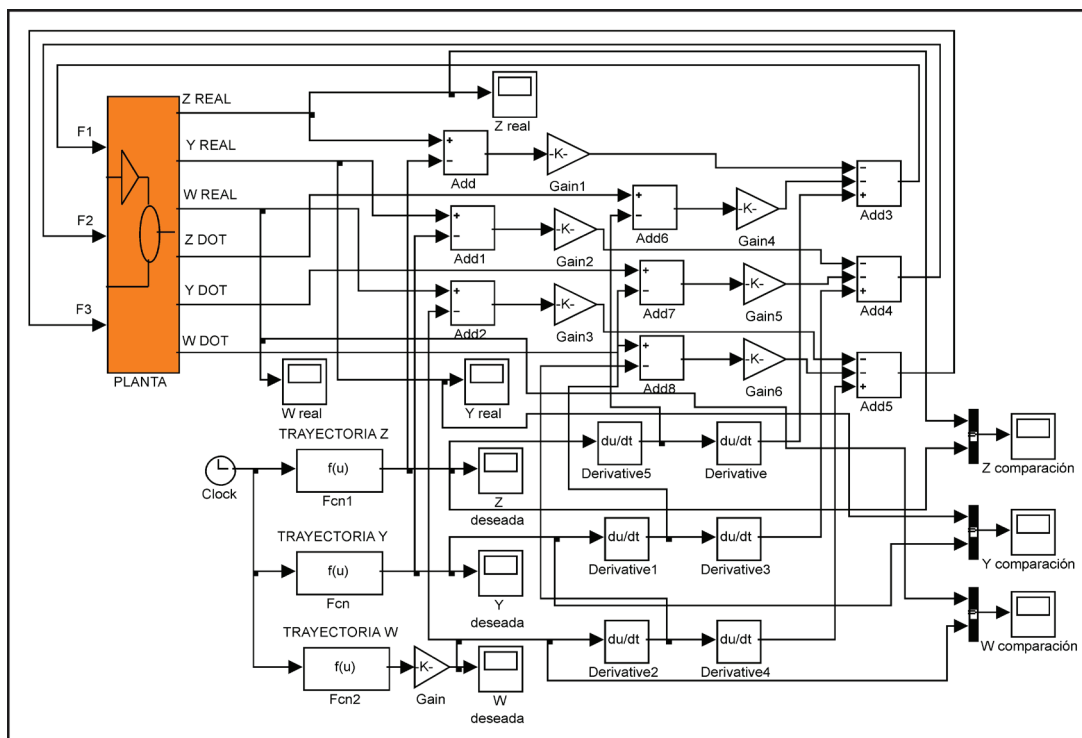 Z REAL
F1
Y REAL
W REAL
F2
Z DOT
Y DOT
F3
W DOT
PLANTA
Z real
+
−
Add
-K-
Gain1
−
−
+
Add3
+
−
Add6
-K-
Gain4
+
−
Add1
-K-
Gain2
+
−
Add7
-K-
Gain5
−
−
+
Add4
+
−
Add2
-K-
Gain3
+
−
Add8
-K-
Gain6
−
−
+
Add5
W real
Y real
TRAYECTORIA Z
Clock
f(u)
Fcn1
Z
deseada
du/dt
Derivative5
du/dt
Derivative
Z comparación
TRAYECTORIA Y
f(u)
Fcn
Y
deseada
du/dt
Derivative1
du/dt
Derivative3
Y comparación
TRAYECTORIA W
f(u)
Fcn2
-K-
Gain
W
deseada
du/dt
Derivative2
du/dt
Derivative4
W comparación